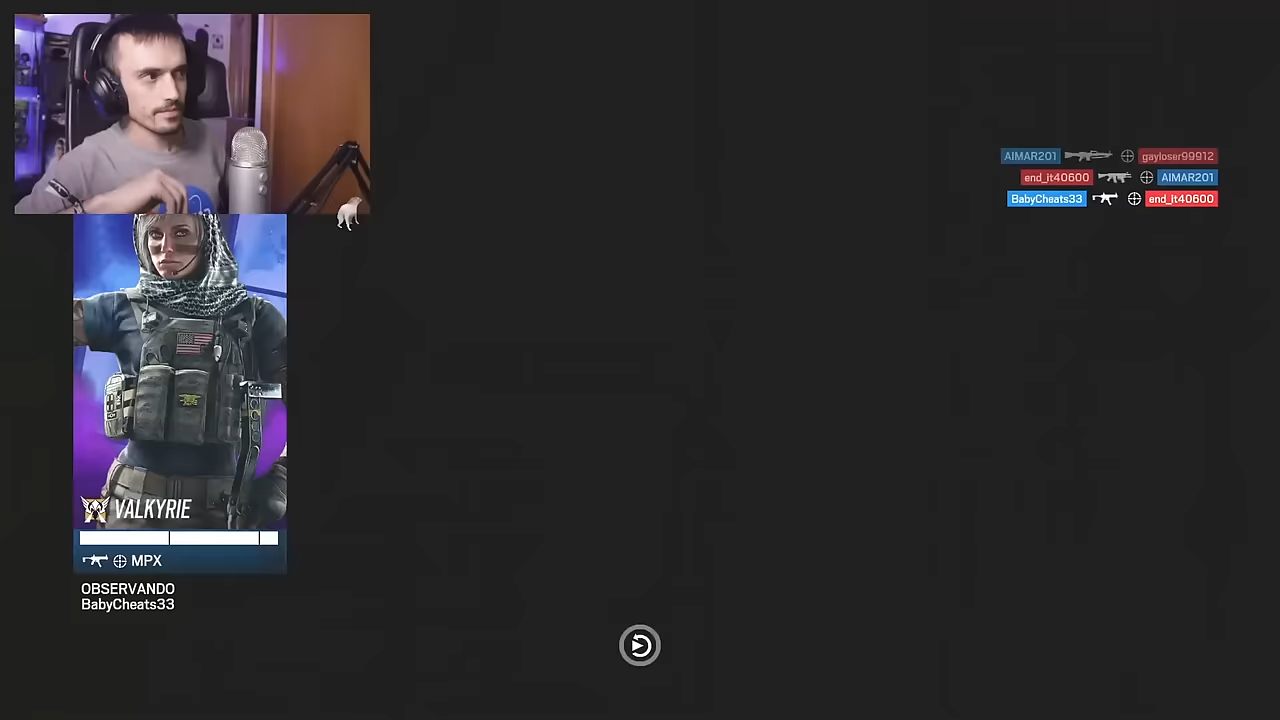 AIMAR201 gayloser99912
end_it40600 AIMAR201
BabyCheats33 end_it40600
VALKYRIE
MPX
OBSERVANDO
BabyCheats33